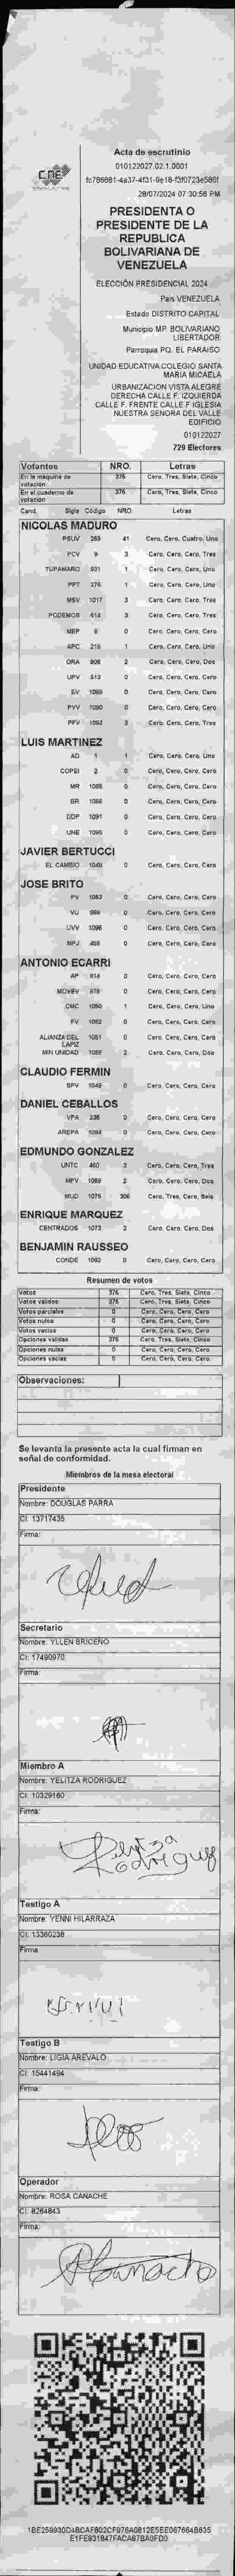 CNE
Acta de escrutinio
010122027.02.1.0001
28/07/2024 07:30:56 PM
PRESIDENTA O
PRESIDENTE DE LA
REPUBLICA
BOLIVARIANA DE
VENEZUELA
ELECCIÓN PRESIDENCIAL 2024
País VENEZUELA
Estado DISTRITO CAPITAL
Municipio MP. BOLIVARIANO
LIBERTADOR
Parroquia PQ. EL PARAISO
UNIDAD EDUCATIVA COLEGIO SANTA
MARIA MICAELA
URBANIZACION VISTA ALEGRE
DERECHA CALLE F. IZQUIERDA
CALLE F. FRENTE CALLE F IGLESIA
NUESTRA SENORA DEL VALLE
EDIFICIO
010122027
729 Electores
Votantes NRO. Letras
En la máquina de votación 376 Cero, Tres, Siete, Cinco
En el cuaderno de votación 375 Cero, Tres, Siete, Cinco
Cand. Sigla Código NRO. Letras
NICOLAS MADURO
PSUV 269 41 Cero, Cero, Cuatro, Uno
PCV 9 3 Cero, Cero, Cero, Tres
TUPAMARO 931 1 Cero, Cero, Cero, Uno
PPT 276 1 Cero, Cero, Cero, Uno
MSV 1017 3 Cero, Cero, Cero, Tres
PODEMOS 514 3 Cero, Cero, Cero, Tres
MEP 6 0 Cero, Cero, Cero, Cero
APC 210 1 Cero, Cero, Cero, Uno
ORA 906 2 Cero, Cero, Cero, Dos
UPV 513 0 Cero, Cero, Cero, Cero
EV 1089 0 Cero, Cero, Cero, Cero
PVV 1090 0 Cero, Cero, Cero, Cero
PFV 1093 3 Cero, Cero, Cero, Tres
LUIS MARTINEZ
AD 1 1 Cero, Cero, Cero, Uno
COPEI 2 0 Cero, Cero, Cero, Cero
MR 1065 0 Cero, Cero, Cero, Cero
BR 1066 0 Cero, Cero, Cero, Cero
DDP 1091 0 Cero, Cero, Cero, Cero
UNE 1095 0 Cero, Cero, Cero, Cero
JAVIER BERTUCCI
EL CAMBIO 1048 0 Cero, Cero, Cero, Cero
JOSE BRITO
PV 1063 0 Cero, Cero, Cero, Cero
VU 968 0 Cero, Cero, Cero, Cero
UVV 1096 0 Cero, Cero, Cero, Cero
MPJ 468 0 Cero, Cero, Cero, Cero
ANTONIO ECARRI
AP 814 0 Cero, Cero, Cero, Cero
MOVEV 878 0 Cero, Cero, Cero, Cero
CMC 1050 1 Cero, Cero, Cero, Uno
FV 1052 0 Cero, Cero, Cero, Cero
ALIANZA DEL LAPIZ 1051 0 Cero, Cero, Cero, Cero
MIN UNIDAD 1088 2 Cero, Cero, Cero, Dos
CLAUDIO FERMIN
SPV 1049 0 Cero, Cero, Cero, Cero
DANIEL CEBALLOS
VPA 235 0 Cero, Cero, Cero, Cero
AREPA 1094 0 Cero, Cero, Cero, Cero
EDMUNDO GONZALEZ
UNTC 460 3 Cero, Cero, Cero, Tres
MPV 1069 2 Cero, Cero, Cero, Dos
MUD 1075 306 Cero, Tres, Cero, Seis
ENRIQUE MARQUEZ
CENTRADOS 1073 2 Cero, Cero, Cero, Dos
BENJAMIN RAUSSEO
CONDE 1092 0 Cero, Cero, Cero, Cero
Resumen de votos
Votos 375 Cero, Tres, Siete, Cinco
Votos válidos 375 Cero, Tres, Siete, Cinco
Votos parciales 0 Cero, Cero, Cero, Cero
Votos nulos 0 Cero, Cero, Cero, Cero
Votos vacíos 0 Cero, Cero, Cero, Cero
Opciones válidas 375 Cero, Tres, Siete, Cinco
Opciones nulas 0 Cero, Cero, Cero, Cero
Opciones vacías 0 Cero, Cero, Cero, Cero
Observaciones:
Se levanta la presente acta la cual firman en
señal de conformidad.
Miembros de la mesa electoral
Presidente
Nombre: DOUGLAS PARRA
CI: 13717435
Firma:
Secretario
Nombre: YLLEN BRICEÑO
CI: 17490970
Firma:
Miembro A
Nombre: YELITZA RODRIGUEZ
CI: 10329160
Firma:
Testigo A
Nombre: YENNI HILARRAZA
CI: 13380238
Firma:
Testigo B
Nombre: LIGIA AREVALO
CI: 15441494
Firma:
Operador
Nombre: ROSA CANACHE
CI: 6264843
Firma: